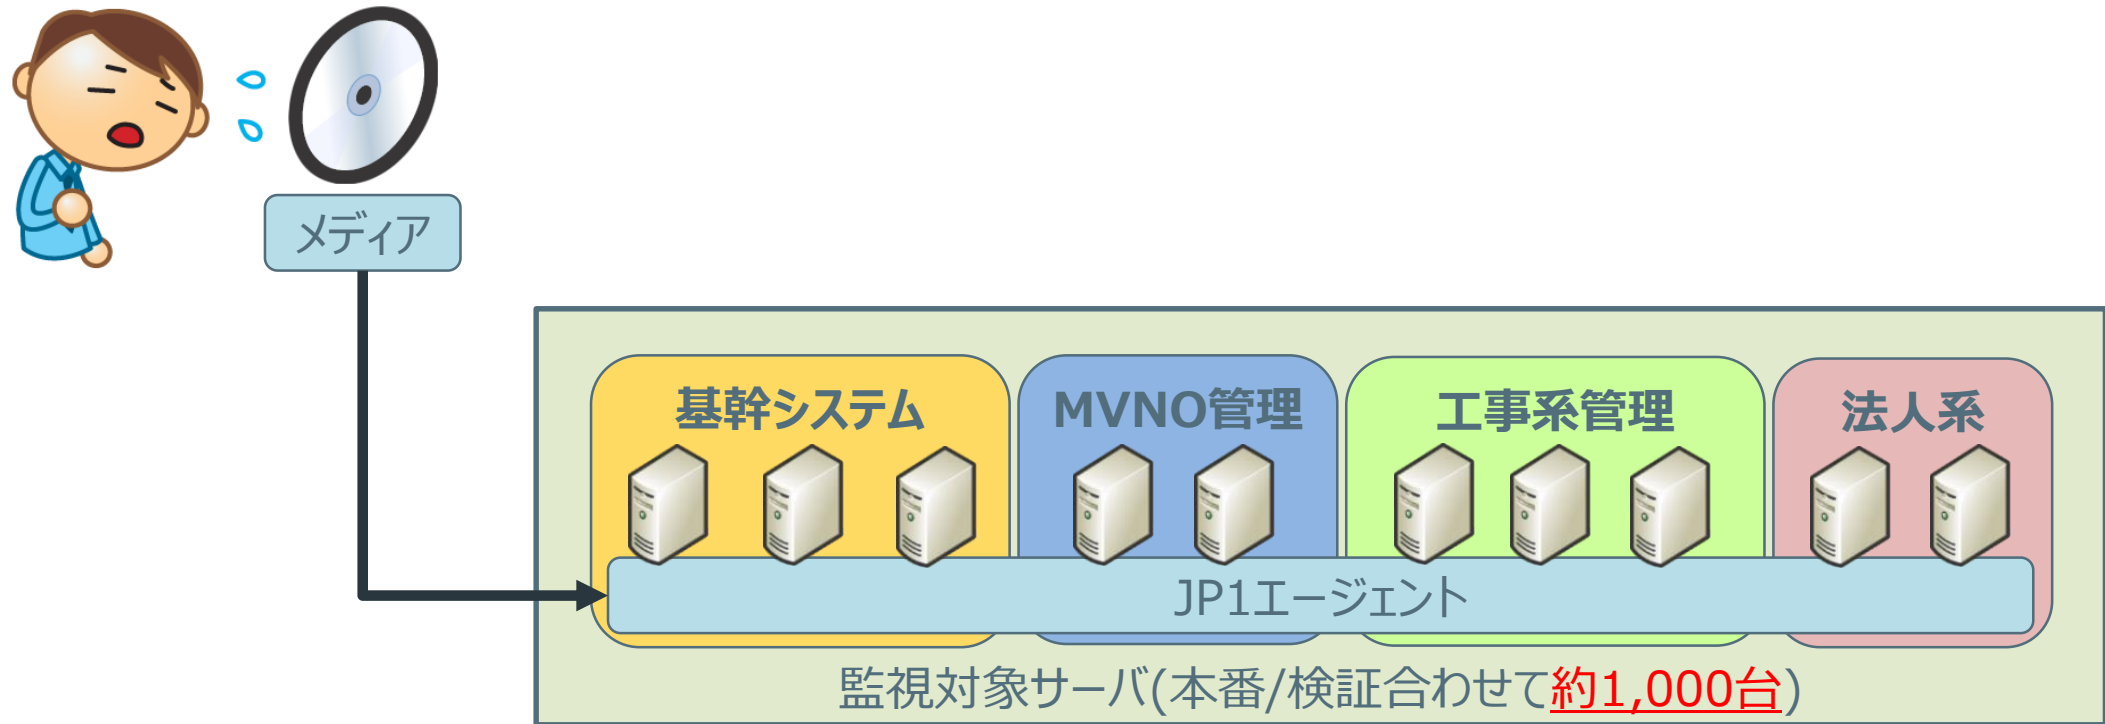 メディア
基幹システム
MVNO管理
工事系管理
法人系
JP1エージェント
監視対象サーバ(本番/検証合わせて約1,000台)